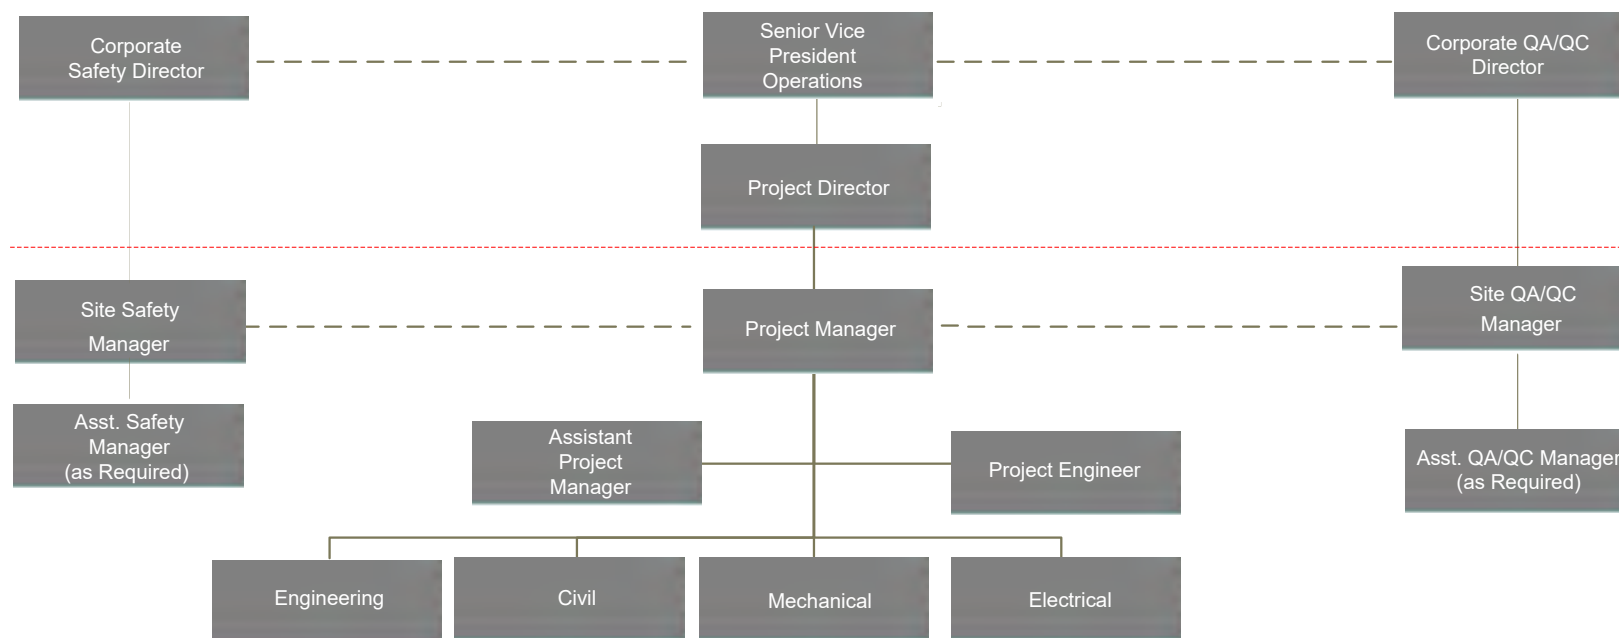 Corporate
Safety Director
Senior Vice
President
Operations
Corporate QA/QC
Director
Project Director
Site Safety
Manager
Project Manager
Site QA/QC
Manager
Asst. Safety
Manager
(as Required)
Assistant
Project
Manager
Project Engineer
Asst. QA/QC Manager
(as Required)
Engineering
Civil
Mechanical
Electrical